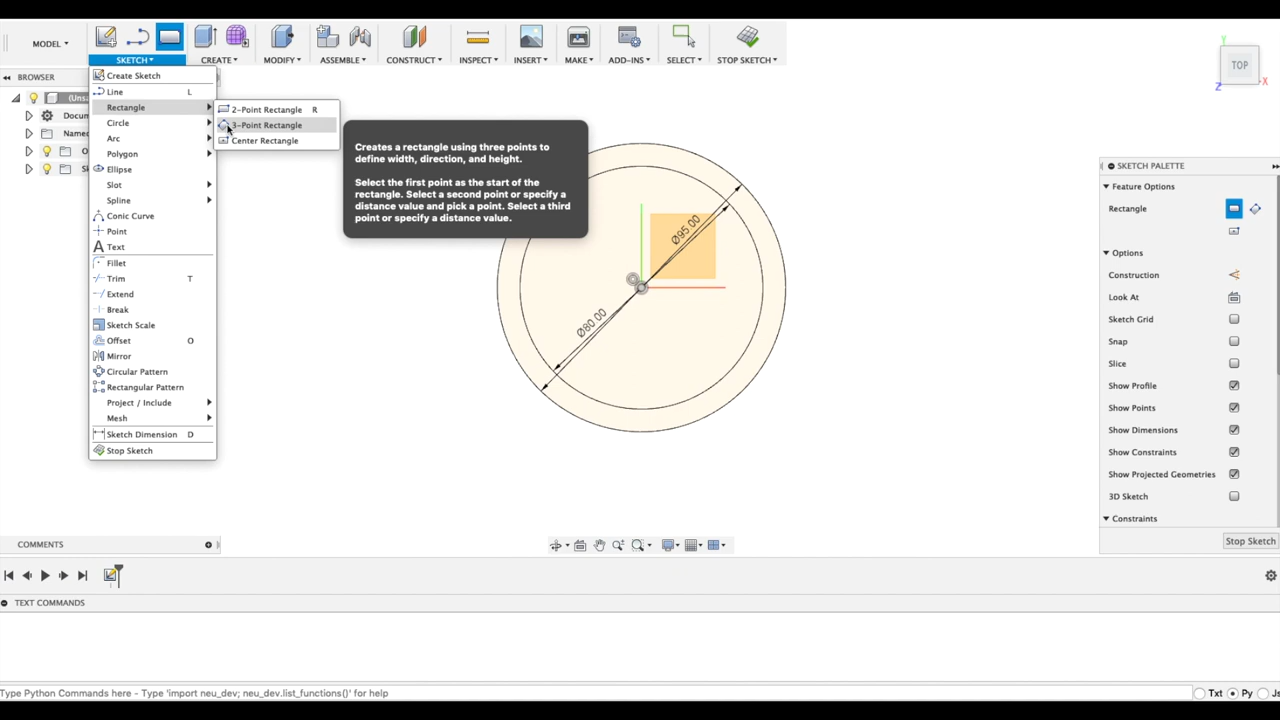 MODEL
SKETCH
CREATE
MODIFY
ASSEMBLE
CONSTRUCT
INSPECT
INSERT
MAKE
ADD-INS
SELECT
STOP SKETCH
BROWSER
(Uns
Docum
Named
O
Sk
Create Sketch
Line L
Rectangle
Circle
Arc
Polygon
Ellipse
Slot
Spline
Conic Curve
Point
Text
Fillet
Trim T
Extend
Break
Sketch Scale
Offset O
Mirror
Circular Pattern
Rectangular Pattern
Project / Include
Mesh
Sketch Dimension D
Stop Sketch
2-Point Rectangle R
3-Point Rectangle
Center Rectangle
Creates a rectangle using three points to
define width, direction, and height.
Select the first point as the start of the
rectangle. Select a second point or specify a
distance value and pick a point. Select a third
point or specify a distance value.
Ø95.00
Ø80.00
Y
TOP
Z
X
SKETCH PALETTE
Feature Options
Rectangle
Options
Construction
Look At
Sketch Grid
Snap
Slice
Show Profile
Show Points
Show Dimensions
Show Constraints
Show Projected Geometries
3D Sketch
Constraints
Stop Sketch
COMMENTS
TEXT COMMANDS
Type Python Commands here - Type 'import neu_dev; neu_dev.list_functions()' for help
Txt Py Js